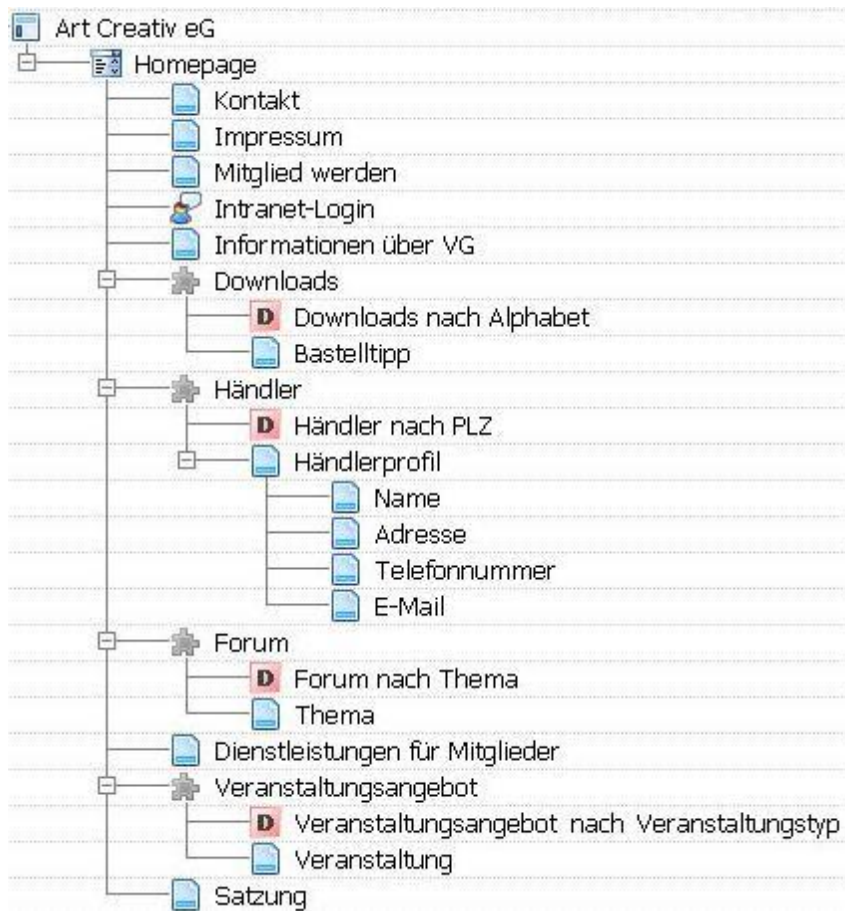 Art Creativ eG
Homepage
Kontakt
Impressum
Mitglied werden
Intranet-Login
Informationen über VG
Downloads
D Downloads nach Alphabet
Bastelltipp
Händler
D Händler nach PLZ
Händlerprofil
Name
Adresse
Telefonnummer
E-Mail
Forum
D Forum nach Thema
Thema
Dienstleistungen für Mitglieder
Veranstaltungsangebot
D Veranstaltungsangebot nach Veranstaltungstyp
Veranstaltung
Satzung